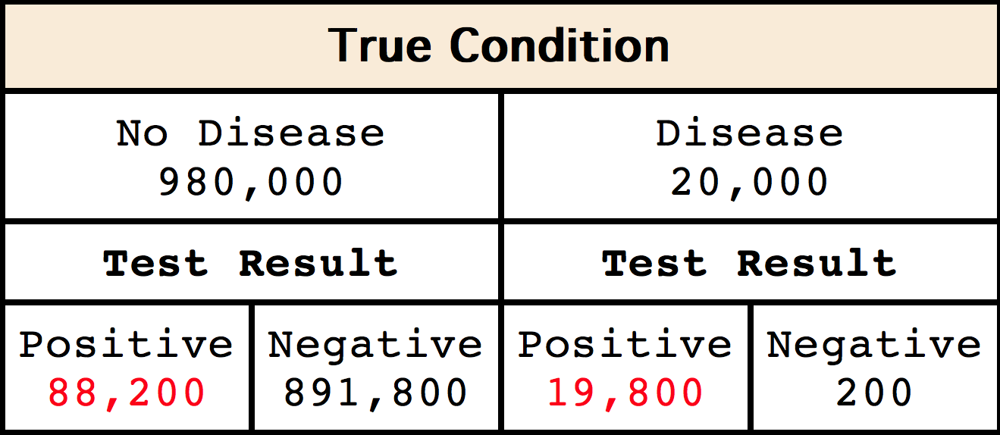 True Condition
No Disease
980,000
Disease
20,000
Test Result
Test Result
Positive
88,200
Negative
891,800
Positive
19,800
Negative
200